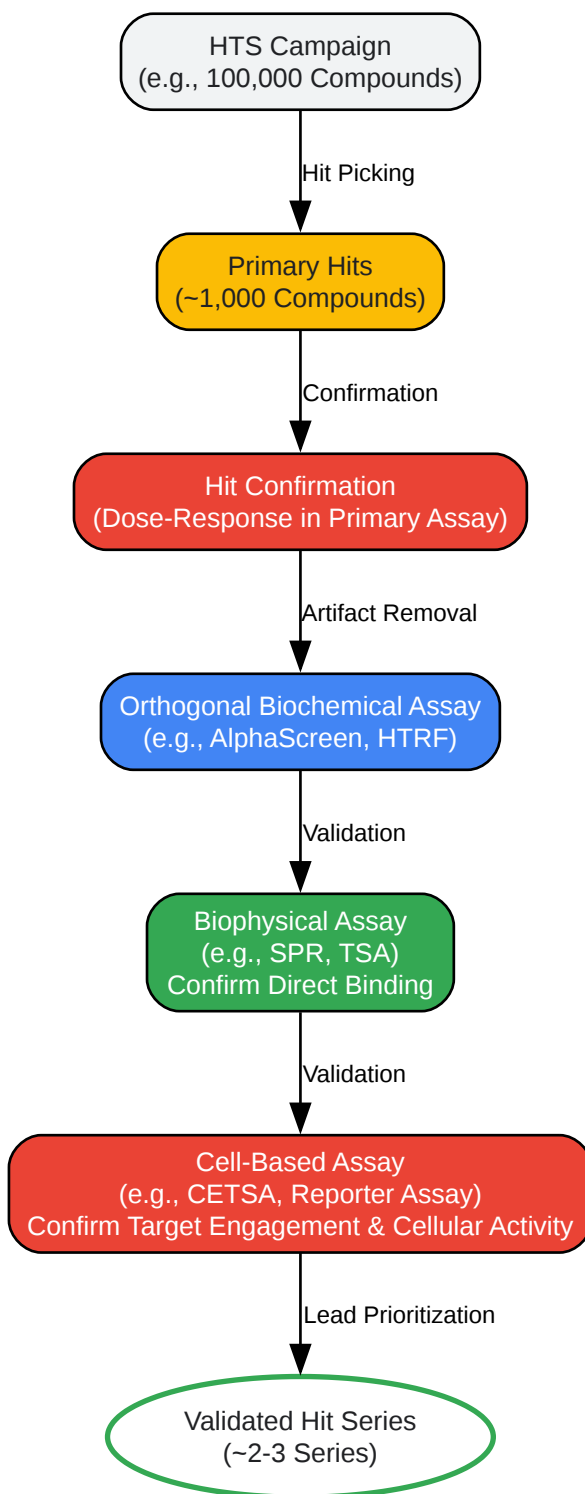 HTS Campaign
(e.g., 100,000 Compounds)
Hit Picking
Primary Hits
(~1,000 Compounds)
Confirmation
Hit Confirmation
(Dose-Response in Primary Assay)
Artifact Removal
Orthogonal Biochemical Assay
(e.g., AlphaScreen, HTRF)
Validation
Biophysical Assay
(e.g., SPR, TSA)
Confirm Direct Binding
Validation
Cell-Based Assay
(e.g., CETSA, Reporter Assay)
Confirm Target Engagement & Cellular Activity
Lead Prioritization
Validated Hit Series
(~2-3 Series)